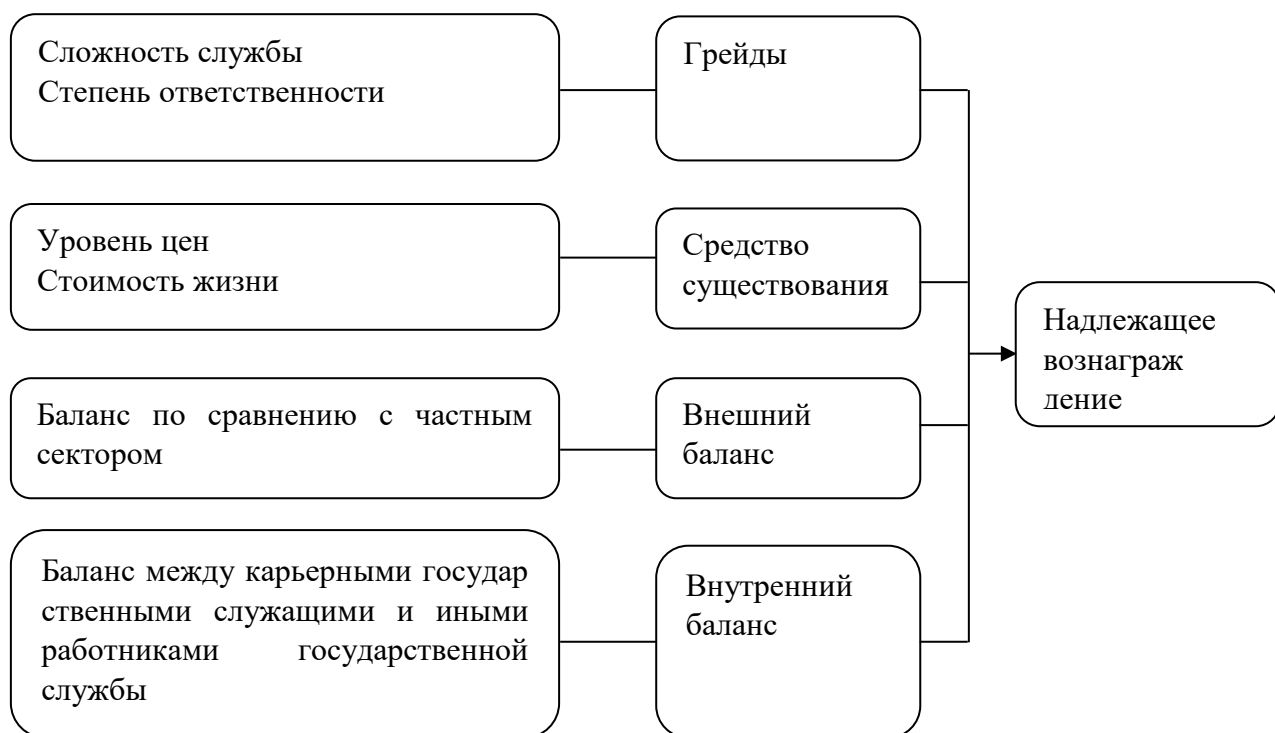 Сложность службы
Степень ответственности
Грейды
Уровень цен
Стоимость жизни
Средство
существования
Баланс по сравнению с частным
сектором
Внешний
баланс
Баланс между карьерными государ
ственными служащими и иными
работниками государственной
службы
Внутренний
баланс
Надлежащее
вознаграж
дение